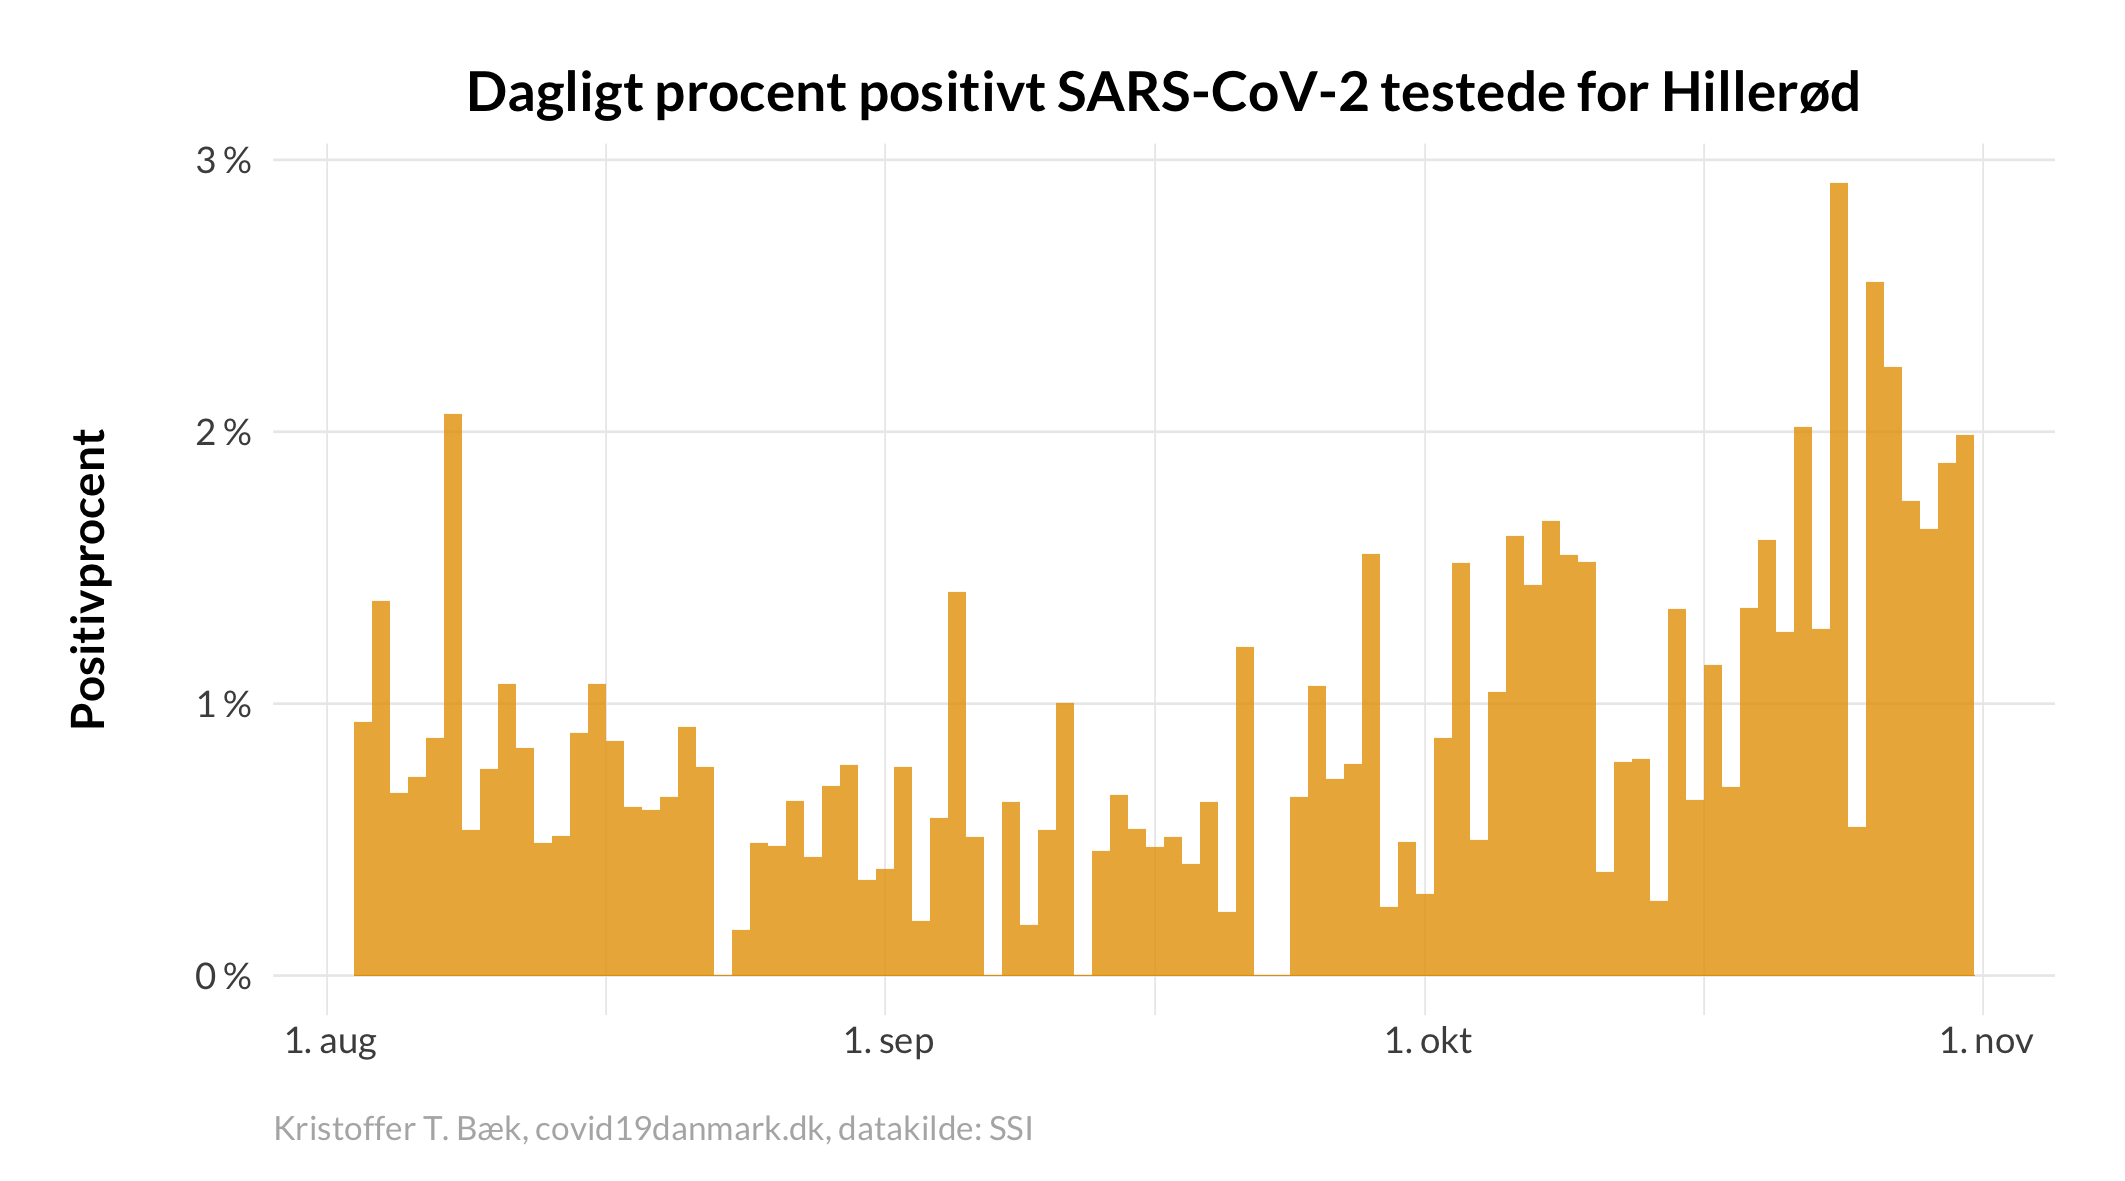 Dagligt procent positivt SARS-CoV-2 testede for Hillerød
Positivprocent
3 %
2 %
1 %
0 %
1. aug
1. sep
1. okt
1. nov
Kristoffer T. Bæk, covid19danmark.dk, datakilde: SSI